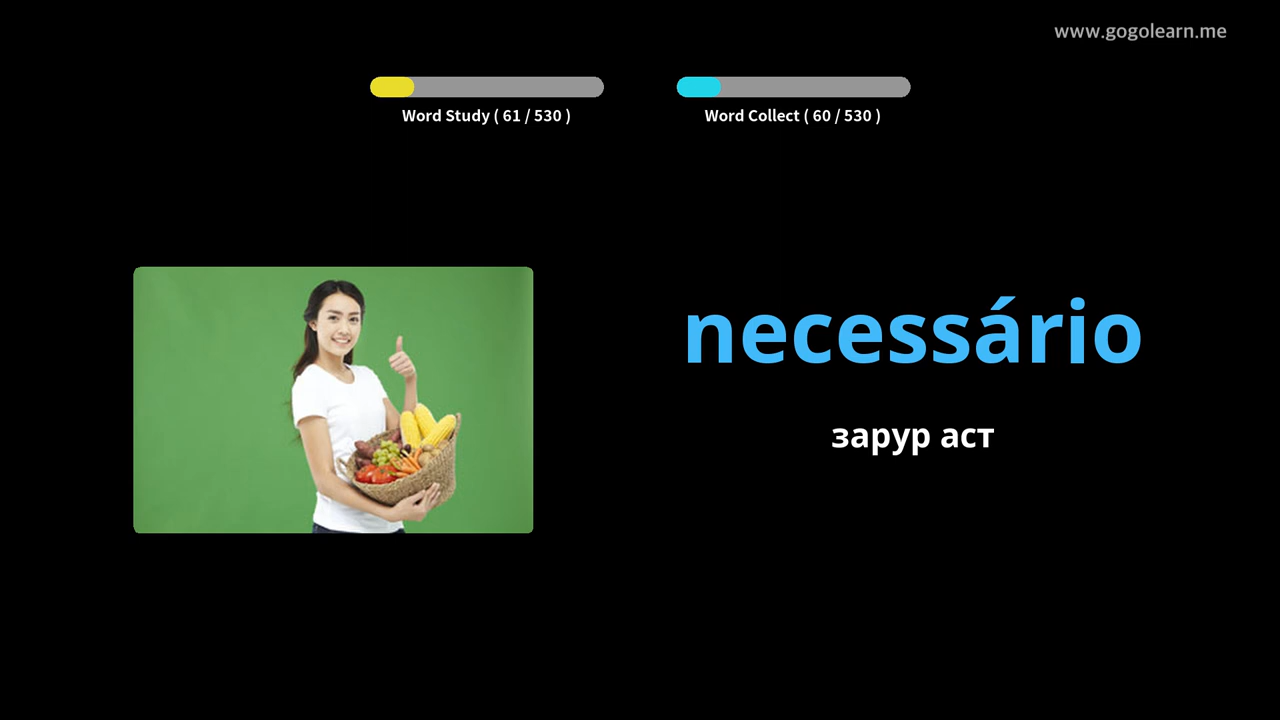 www.gogolearn.me
Word Study ( 61 / 530 )
Word Collect ( 60 / 530 )
necessário
зарур аст